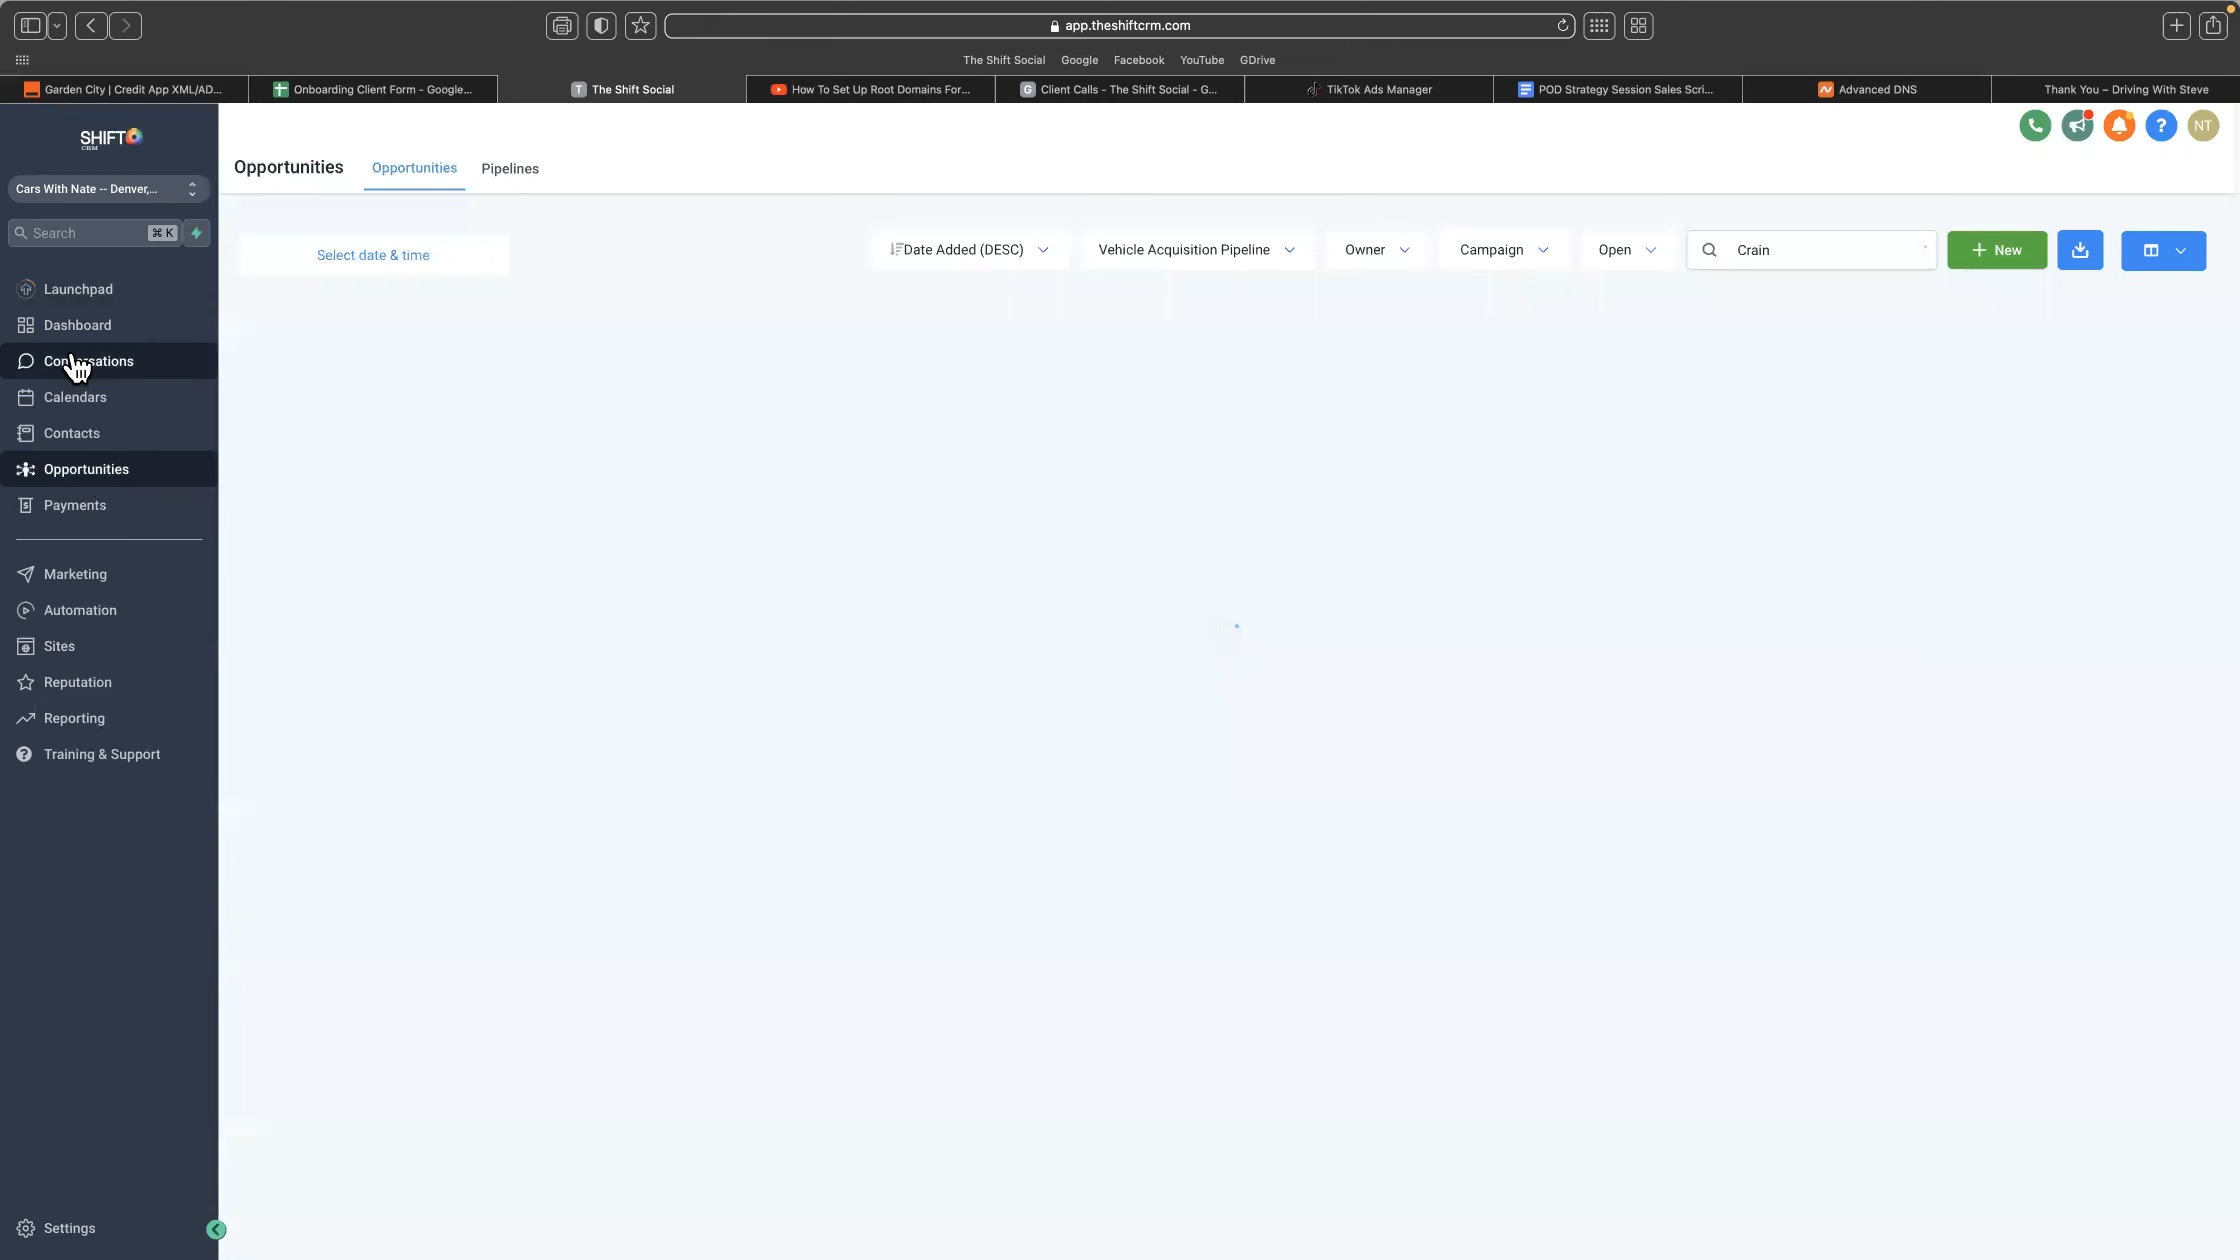 app.theshiftcrm.com
The Shift Social
Google
Facebook
YouTube
GDrive
Garden City | Credit App XML/AD...
Onboarding Client Form - Google...
The Shift Social
How To Set Up Root Domains For...
Client Calls - The Shift Social - G...
TikTok Ads Manager
POD Strategy Session Sales Scri...
Advanced DNS
Thank You – Driving With Steve
SHIFT
CRM
NT
Opportunities
Opportunities
Pipelines
Cars With Nate -- Denver,...
Search
⌘ K
Select date & time
Date Added (DESC)
Vehicle Acquisition Pipeline
Owner
Campaign
Open
Crain
+ New
Launchpad
Dashboard
Calendars
Contacts
Opportunities
Payments
Marketing
Automation
Sites
Reputation
Reporting
Training & Support
Settings